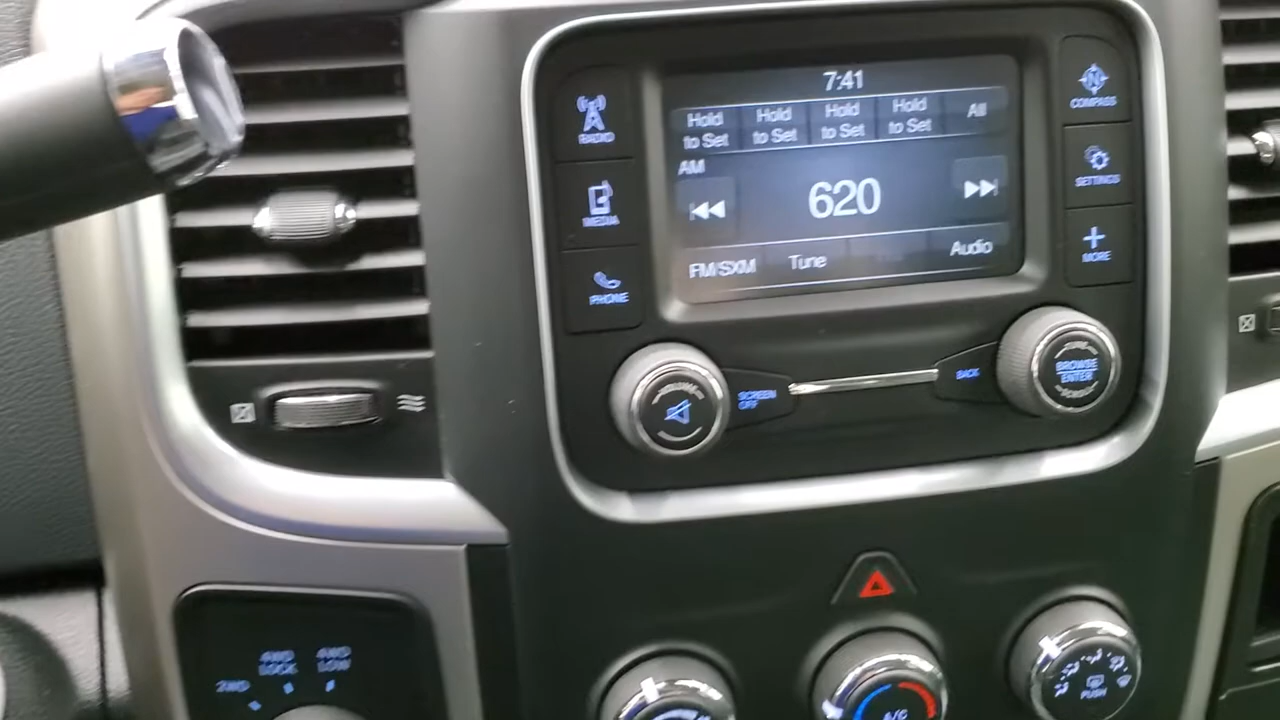 7:41
Hold to Set
Hold to Set
Hold to Set
Hold to Set
All
AM
620
FM/SXM
Tune
Audio
RADIO
MEDIA
PHONE
COMPASS
SETTINGS
MORE
SCREEN
OFF
BACK
BROWSE
ENTER
2WD
4WD
LOCK
4WD
LOW
A/C
PUSH